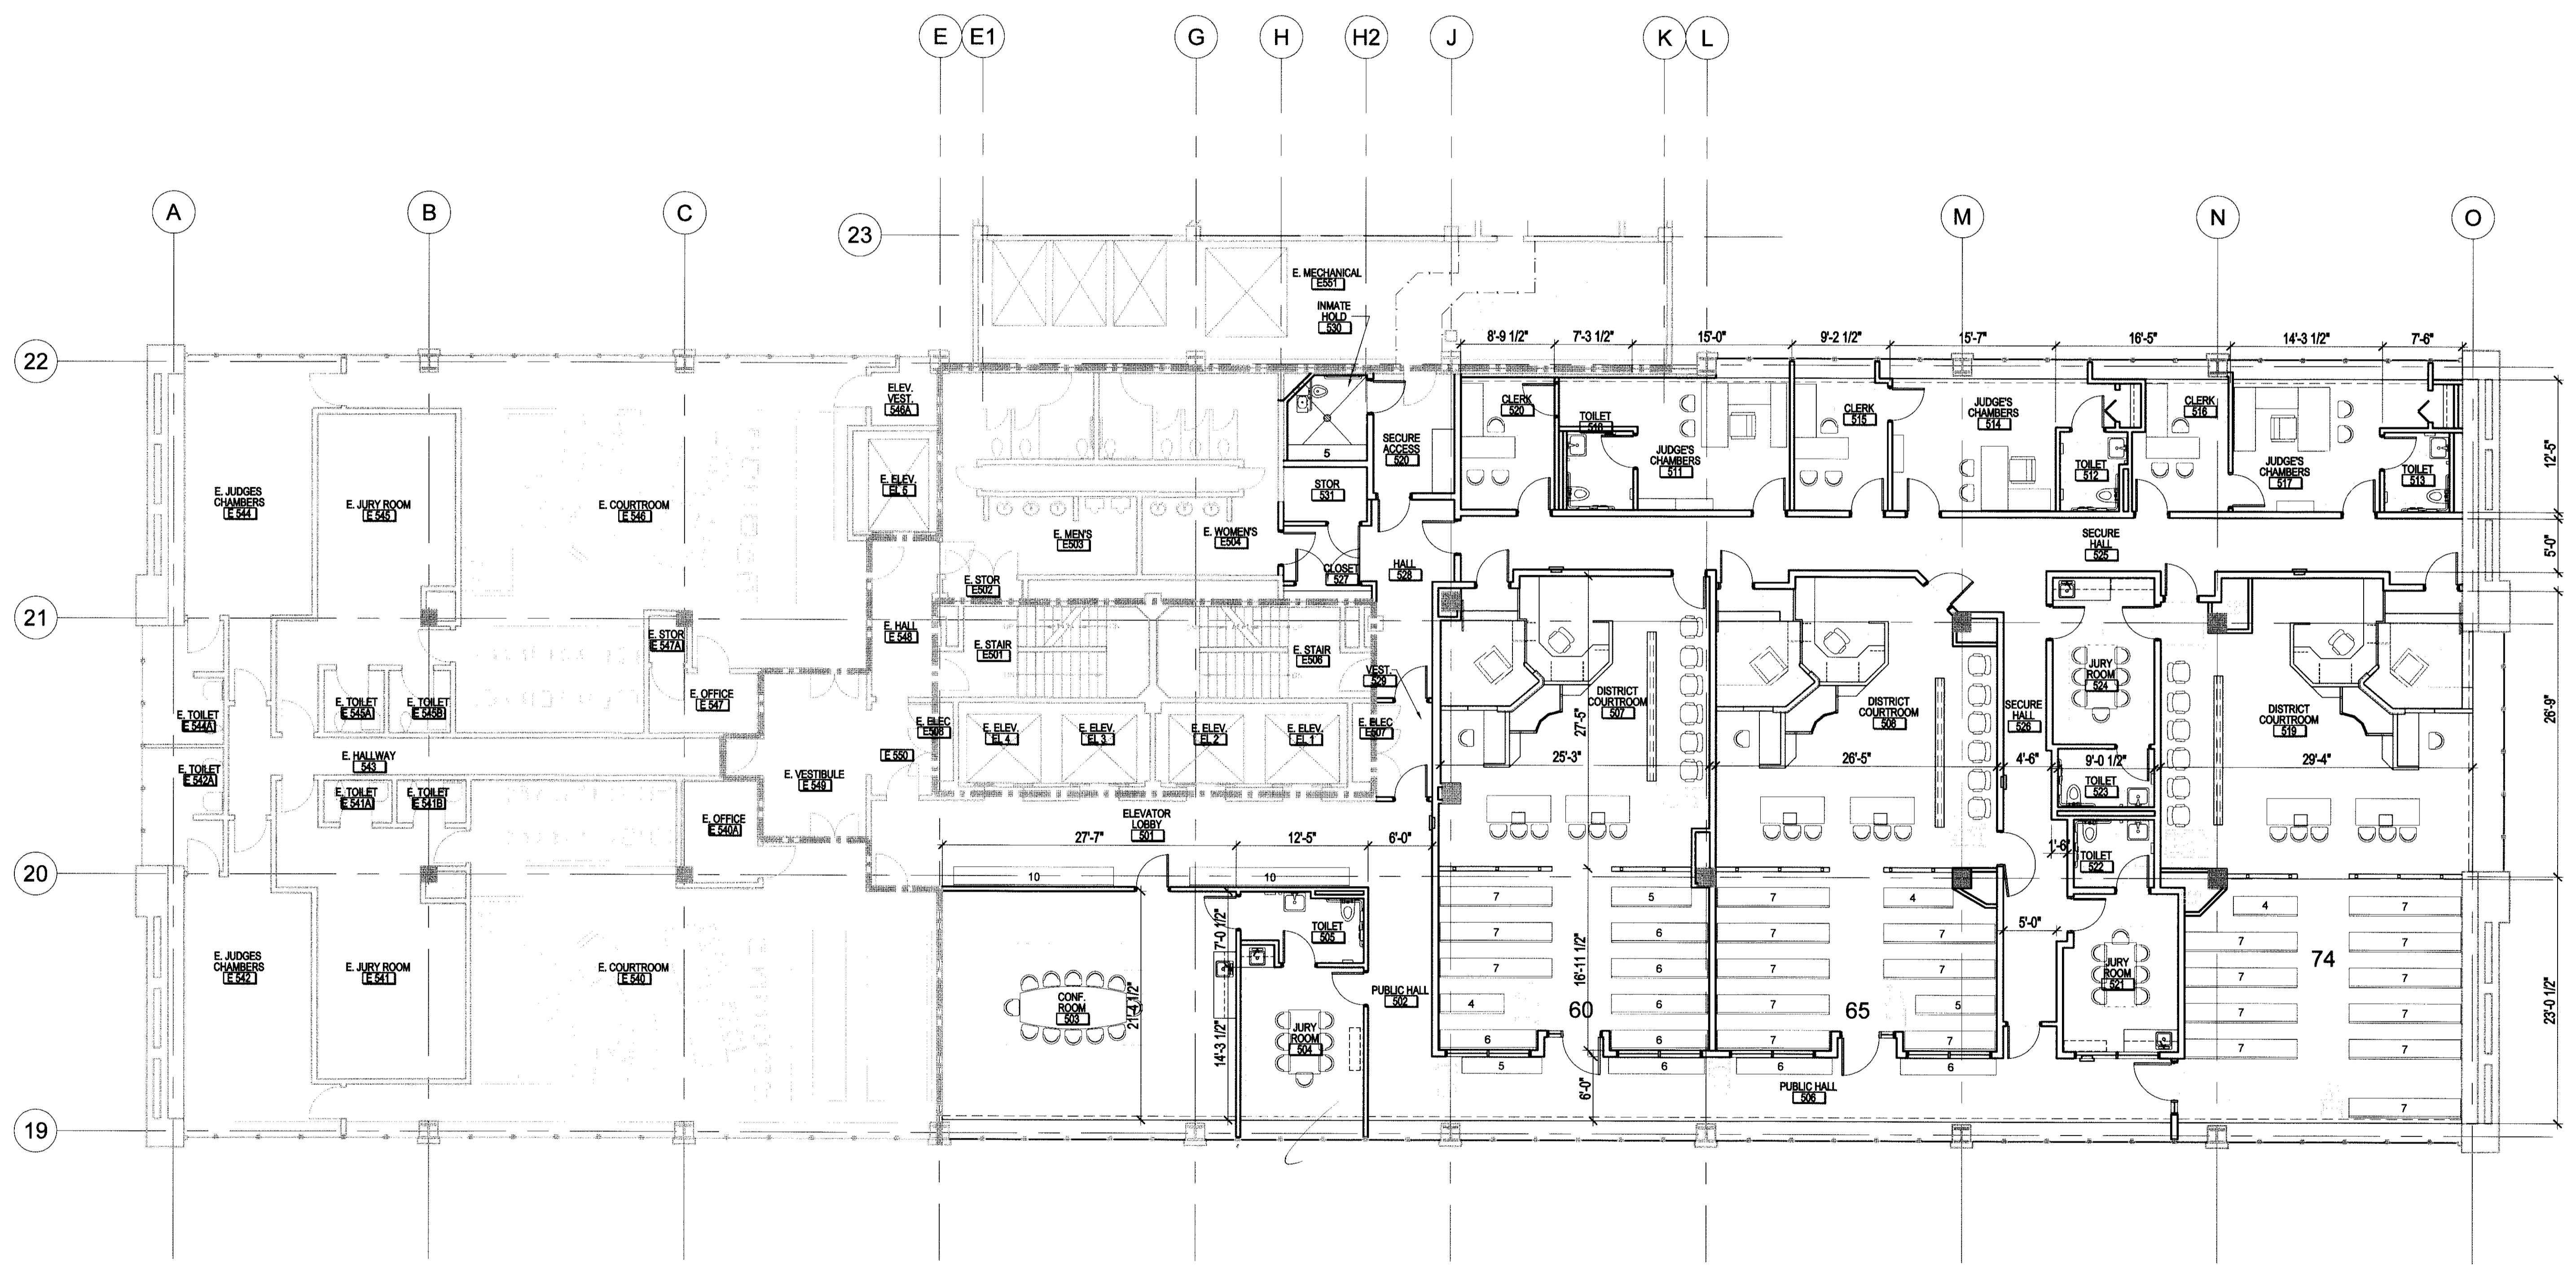 E
E1
G
H
H2
J
K
L
A
B
C
23
M
N
O
E. MECHANICAL
E551
INMATE
HOLD
530
22
8'-9 1/2"
7'-3 1/2"
15'-0"
9'-2 1/2"
15'-7"
16'-5"
14'-3 1/2"
7'-6"
ELEV.
VEST.
546A
CLERK
520
TOILET
518
CLERK
515
JUDGE'S
CHAMBERS
514
CLERK
516
SECURE
ACCESS
520
5
JUDGE'S
CHAMBERS
511
TOILET
512
JUDGE'S
CHAMBERS
517
TOILET
513
12'-5"
E. JUDGES
CHAMBERS
E 544
E. JURY ROOM
E 545
E. COURTROOM
E 546
E. ELEV.
EL 5
STOR
531
E. MEN'S
E503
E. WOMEN'S
E504
SECURE
HALL
525
5'-0"
CLOSET
527
HALL
528
E. STOR
E502
21
E. STOR
E 547A
E. HALL
E 548
E. STAIR
E501
E. STAIR
E506
VEST.
529
E. OFFICE
E 547
JURY
ROOM
524
DISTRICT
COURTROOM
507
DISTRICT
COURTROOM
508
SECURE
HALL
526
DISTRICT
COURTROOM
519
27'-5"
26'-9"
E. TOILET
E 544A
E. TOILET
E 545A
E. TOILET
E 545B
E. ELEC
E508
E. ELEV.
EL 4
E. ELEV.
EL 3
E. ELEV.
EL 2
E. ELEV.
EL 1
E. ELEC
E507
E. HALLWAY
543
E 550
25'-3"
26'-5"
4'-6"
9'-0 1/2"
29'-4"
E. TOILET
E 542A
E. TOILET
E 541A
E. TOILET
E 541B
E. VESTIBULE
E 549
TOILET
523
E. OFFICE
E 540A
ELEVATOR
LOBBY
501
27'-7"
12'-5"
6'-0"
1'-6"
TOILET
522
20
10
10
7
5
7
4
4
7
7'-0 1/2"
TOILET
505
5'-0"
7
6
7
7
7
7
74
E. JUDGES
CHAMBERS
E 542
E. JURY ROOM
E 541
E. COURTROOM
E 540
7
6
7
7
JURY
ROOM
521
7
7
16'-11 1/2"
CONF.
ROOM
503
21'-4 1/2"
PUBLIC HALL
502
4
60
6
7
65
5
7
7
23'-0 1/2"
14'-3 1/2"
JURY
ROOM
504
6
6
7
7
7
7
5
6
6
6
6'-0"
PUBLIC HALL
506
7
19